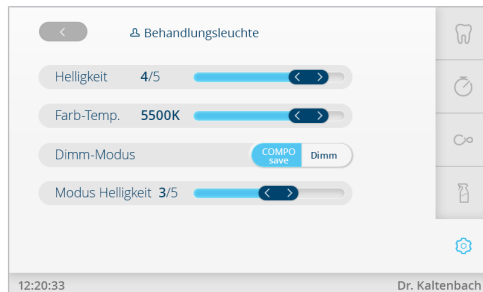 Behandlungsleuchte
Helligkeit 4/5
Farb-Temp. 5500K
Dimm-Modus COMPO save Dimm
Modus Helligkeit 3/5
12:20:33 Dr. Kaltenbach